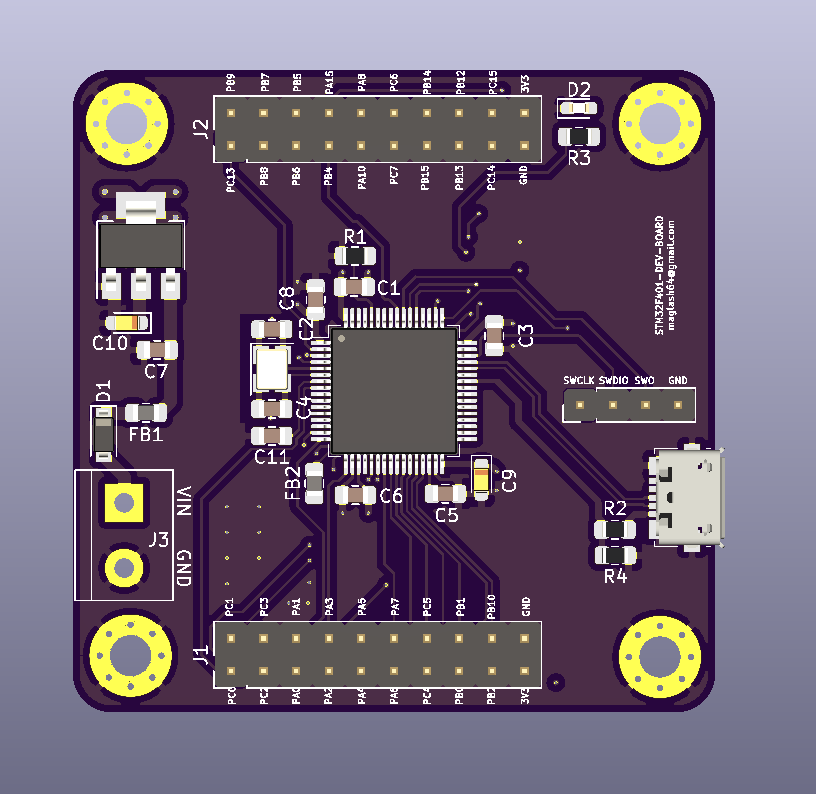 PB9 PB7 PB5 PA15 PA8 PC6 PB14 PB12 PC15 3V3
D2
J2
R3
PC13 PB8 PB6 PB4 PA10 PC7 PB15 PB13 PC14 GND
STM32F401-DEV-BOARD
maglash64@gmail.com
R1
C8
C1
C2
C3
C10
C7
SWCLK SWDIO SWO GND
D1
C4
FB1
C11
FB2
C9
C6
C5
VIN
R2
J3
GND
R4
PC1 PC3 PA1 PA3 PA5 PA7 PC5 PB1 PB10 GND
J1
PC0 PC2 PA0 PA2 PA4 PA6 PC4 PB0 PB2 3V3